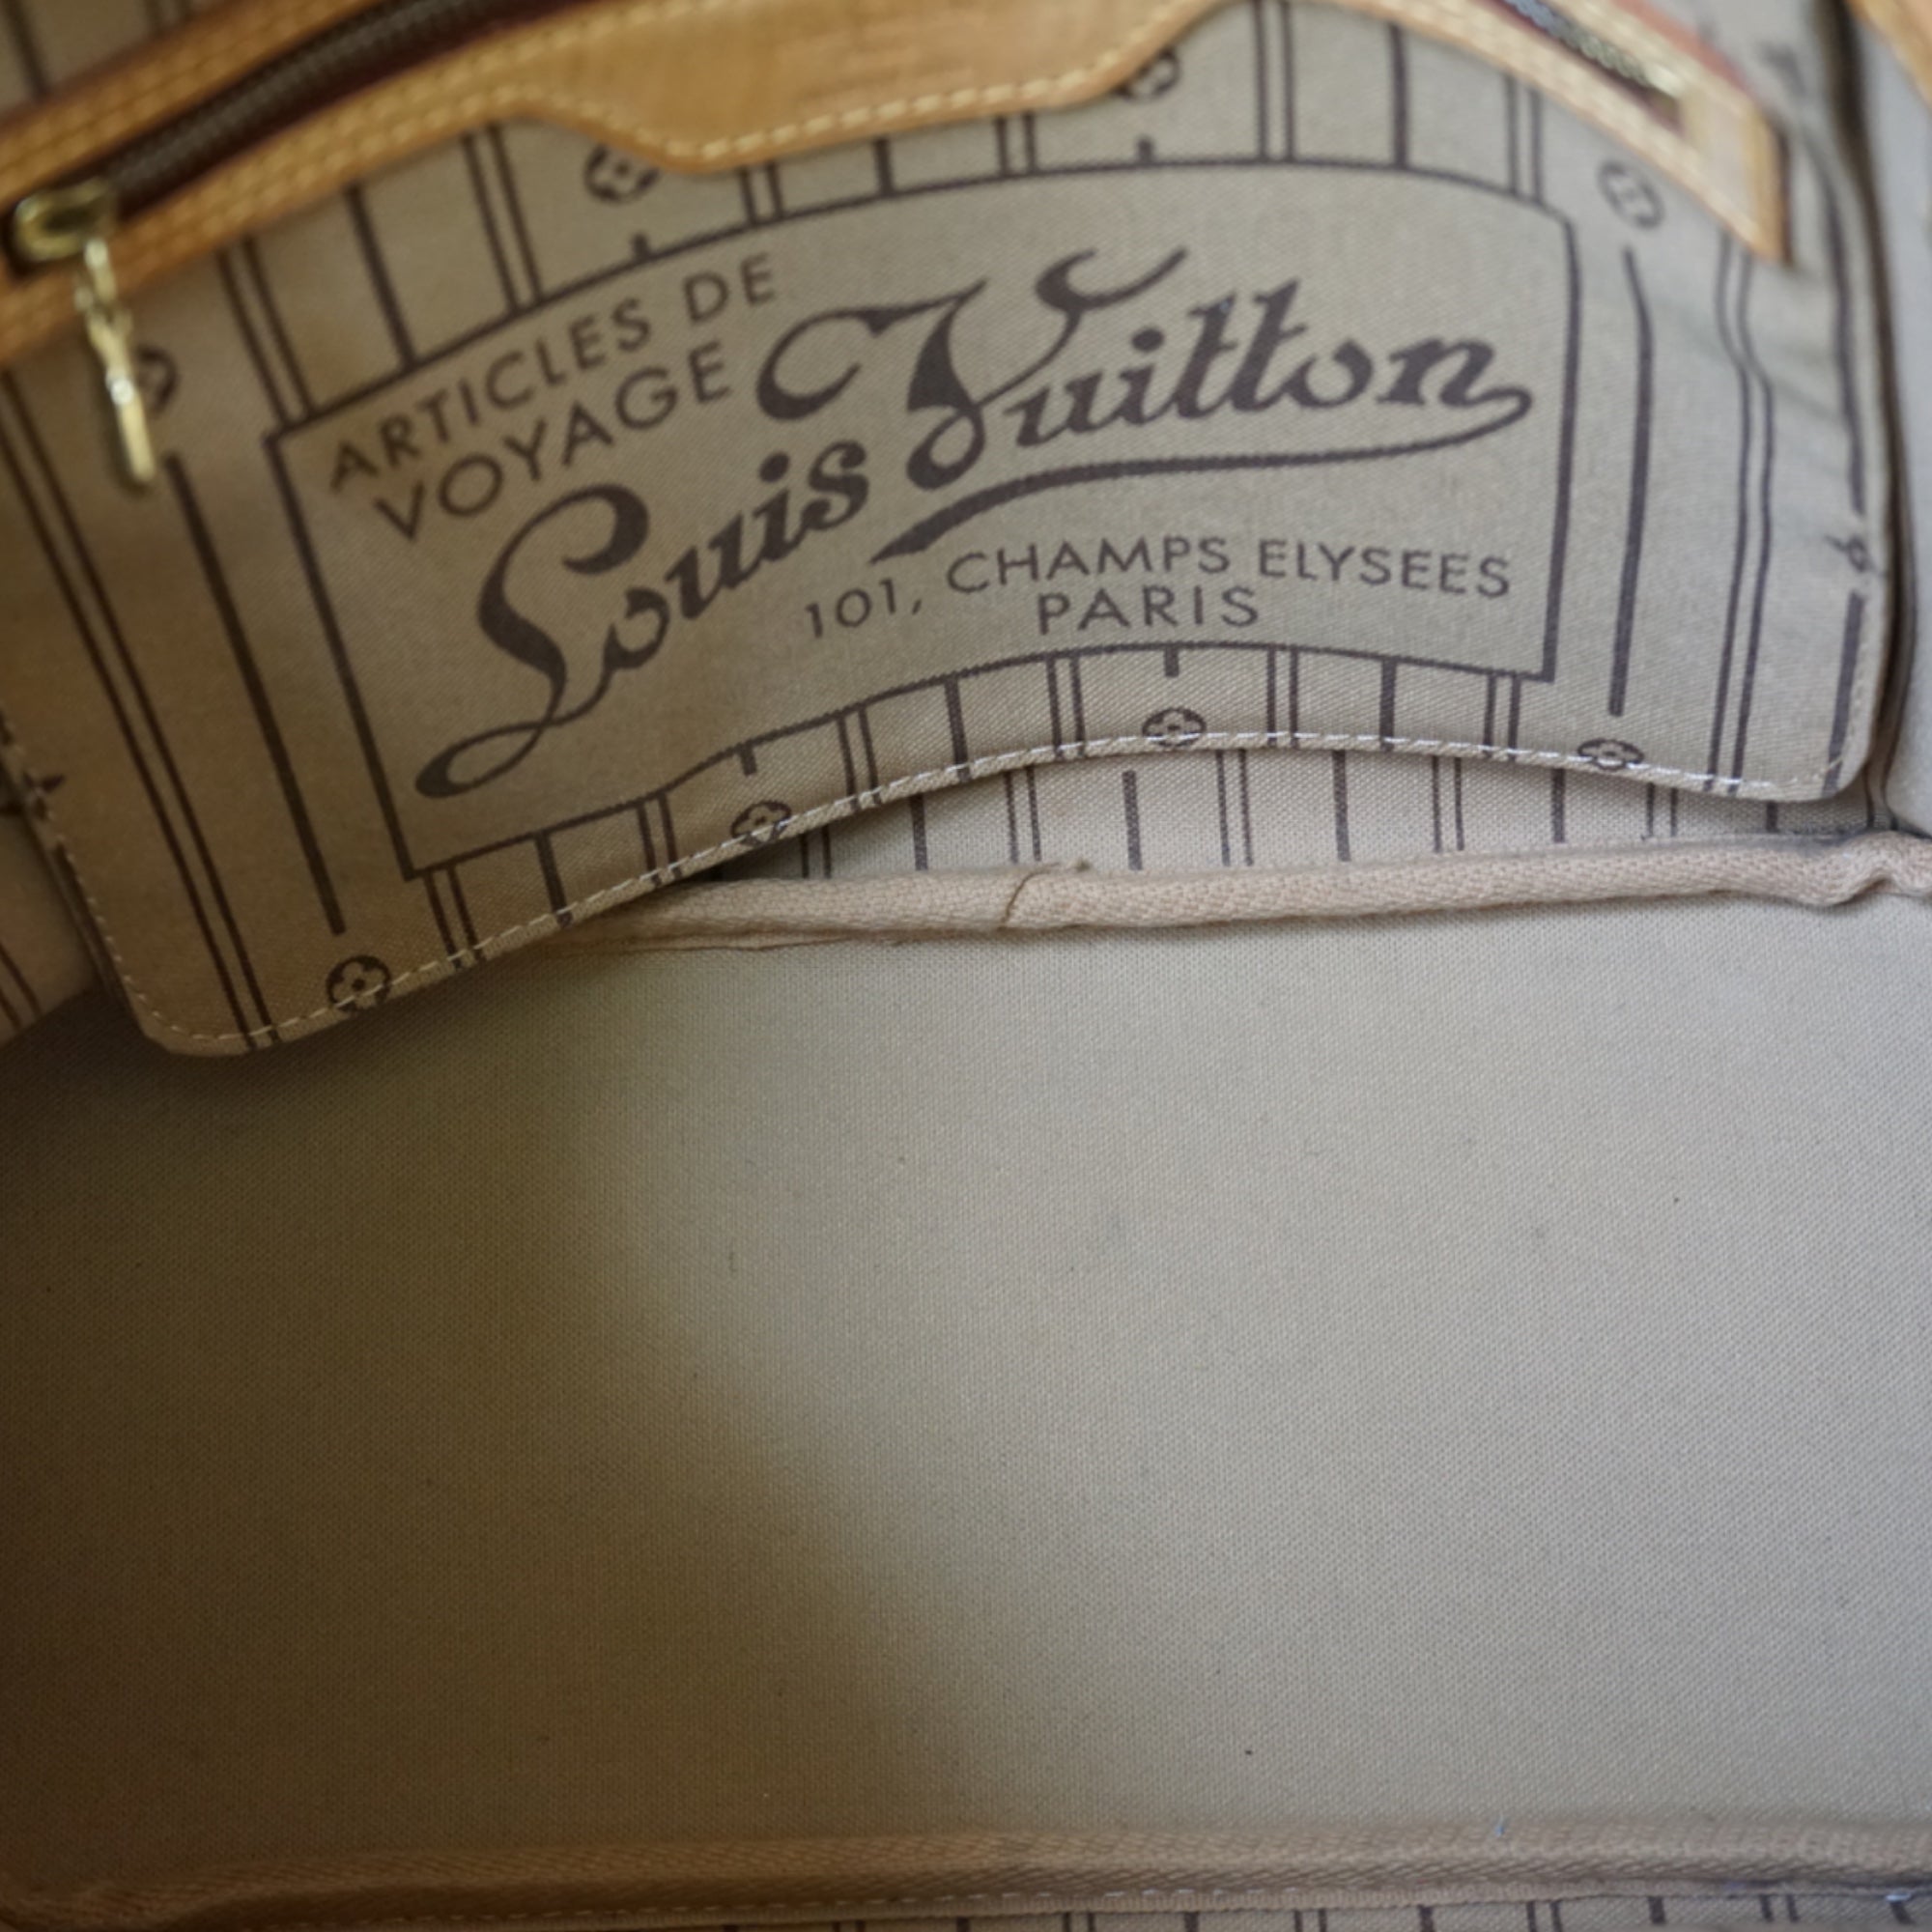 ARTICLES DE
VOYAGE
Louis Vuitton
101, CHAMPS ELYSEES
PARIS